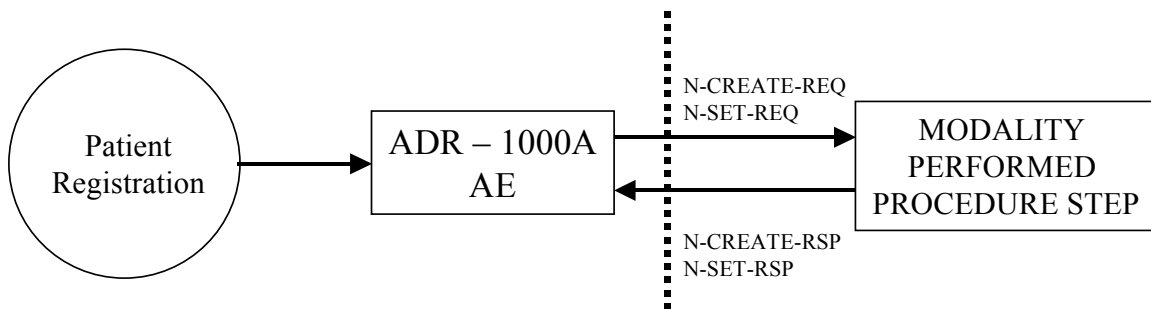 Patient
Registration
ADR – 1000A
AE
N-CREATE-REQ
N-SET-REQ
MODALITY
PERFORMED
PROCEDURE STEP
N-CREATE-RSP
N-SET-RSP